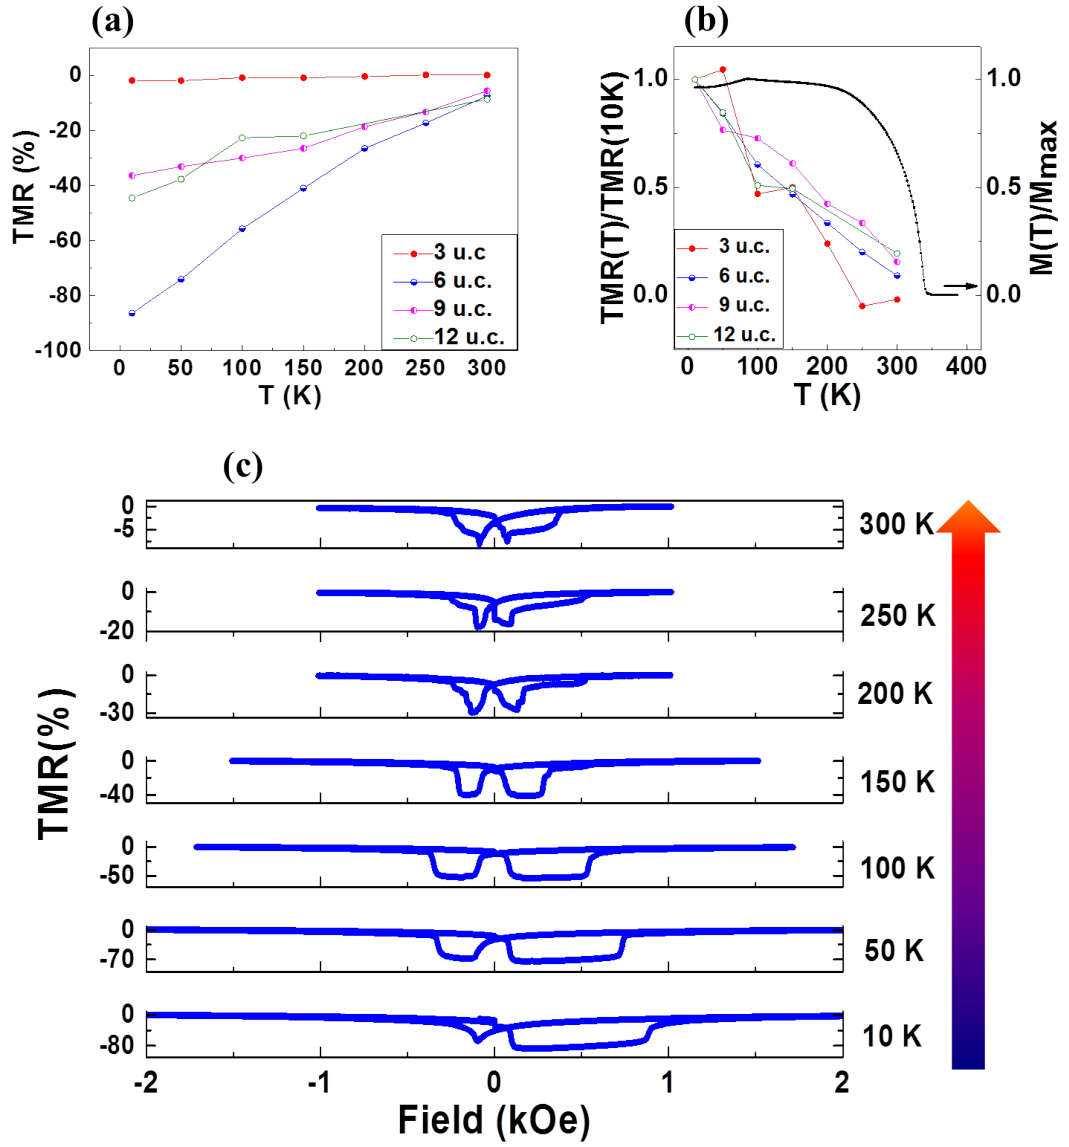 (a)
TMR (%)
0
-20
-40
-60
-80
-100
0 50 100 150 200 250 300
T (K)
3 u.c
6 u.c.
9 u.c.
12 u.c.
(b)
TMR(T)/TMR(10K)
1.0
0.5
0.0
0 100 200 300 400
T (K)
3 u.c.
6 u.c.
9 u.c.
12 u.c.
1.0
0.5
0.0
M(T)/Mmax
(c)
TMR(%)
0
-5
300 K
0
-20
250 K
0
-30
200 K
0
-40
150 K
0
-50
100 K
0
-70
50 K
0
-80
10 K
-2 -1 0 1 2
Field (kOe)